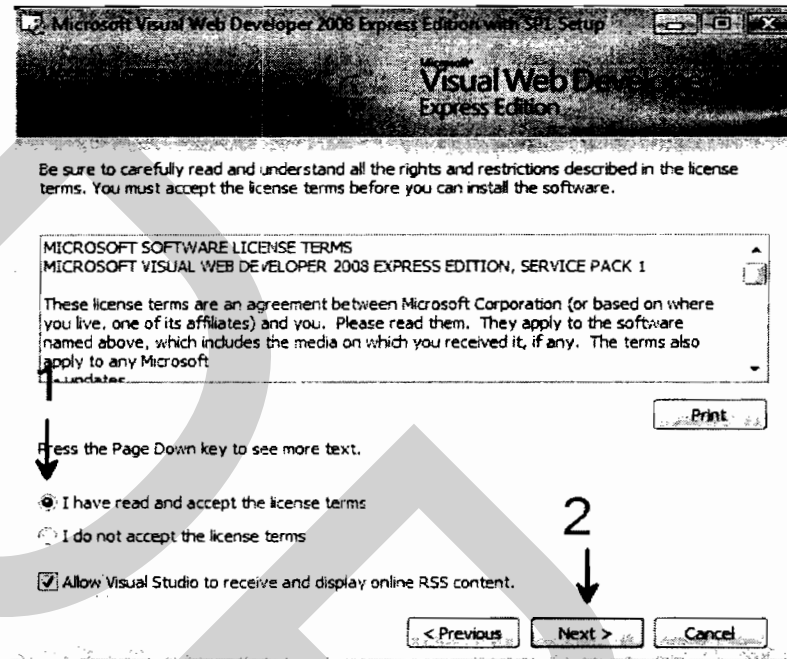 Microsoft Visual Web Developer 2008 Express Edition with SP1 Setup
Microsoft
Visual Web Developer
Express Edition
Be sure to carefully read and understand all the rights and restrictions described in the license
terms. You must accept the license terms before you can install the software.
MICROSOFT SOFTWARE LICENSE TERMS
MICROSOFT VISUAL WEB DEVELOPER 2008 EXPRESS EDITION, SERVICE PACK 1
These license terms are an agreement between Microsoft Corporation (or based on where
you live, one of its affiliates) and you. Please read them. They apply to the software
named above, which includes the media on which you received it, if any. The terms also
apply to any Microsoft
updates
1
Print
Press the Page Down key to see more text.
I have read and accept the license terms
2
I do not accept the license terms
Allow Visual Studio to receive and display online RSS content.
< Previous
Next >
Cancel